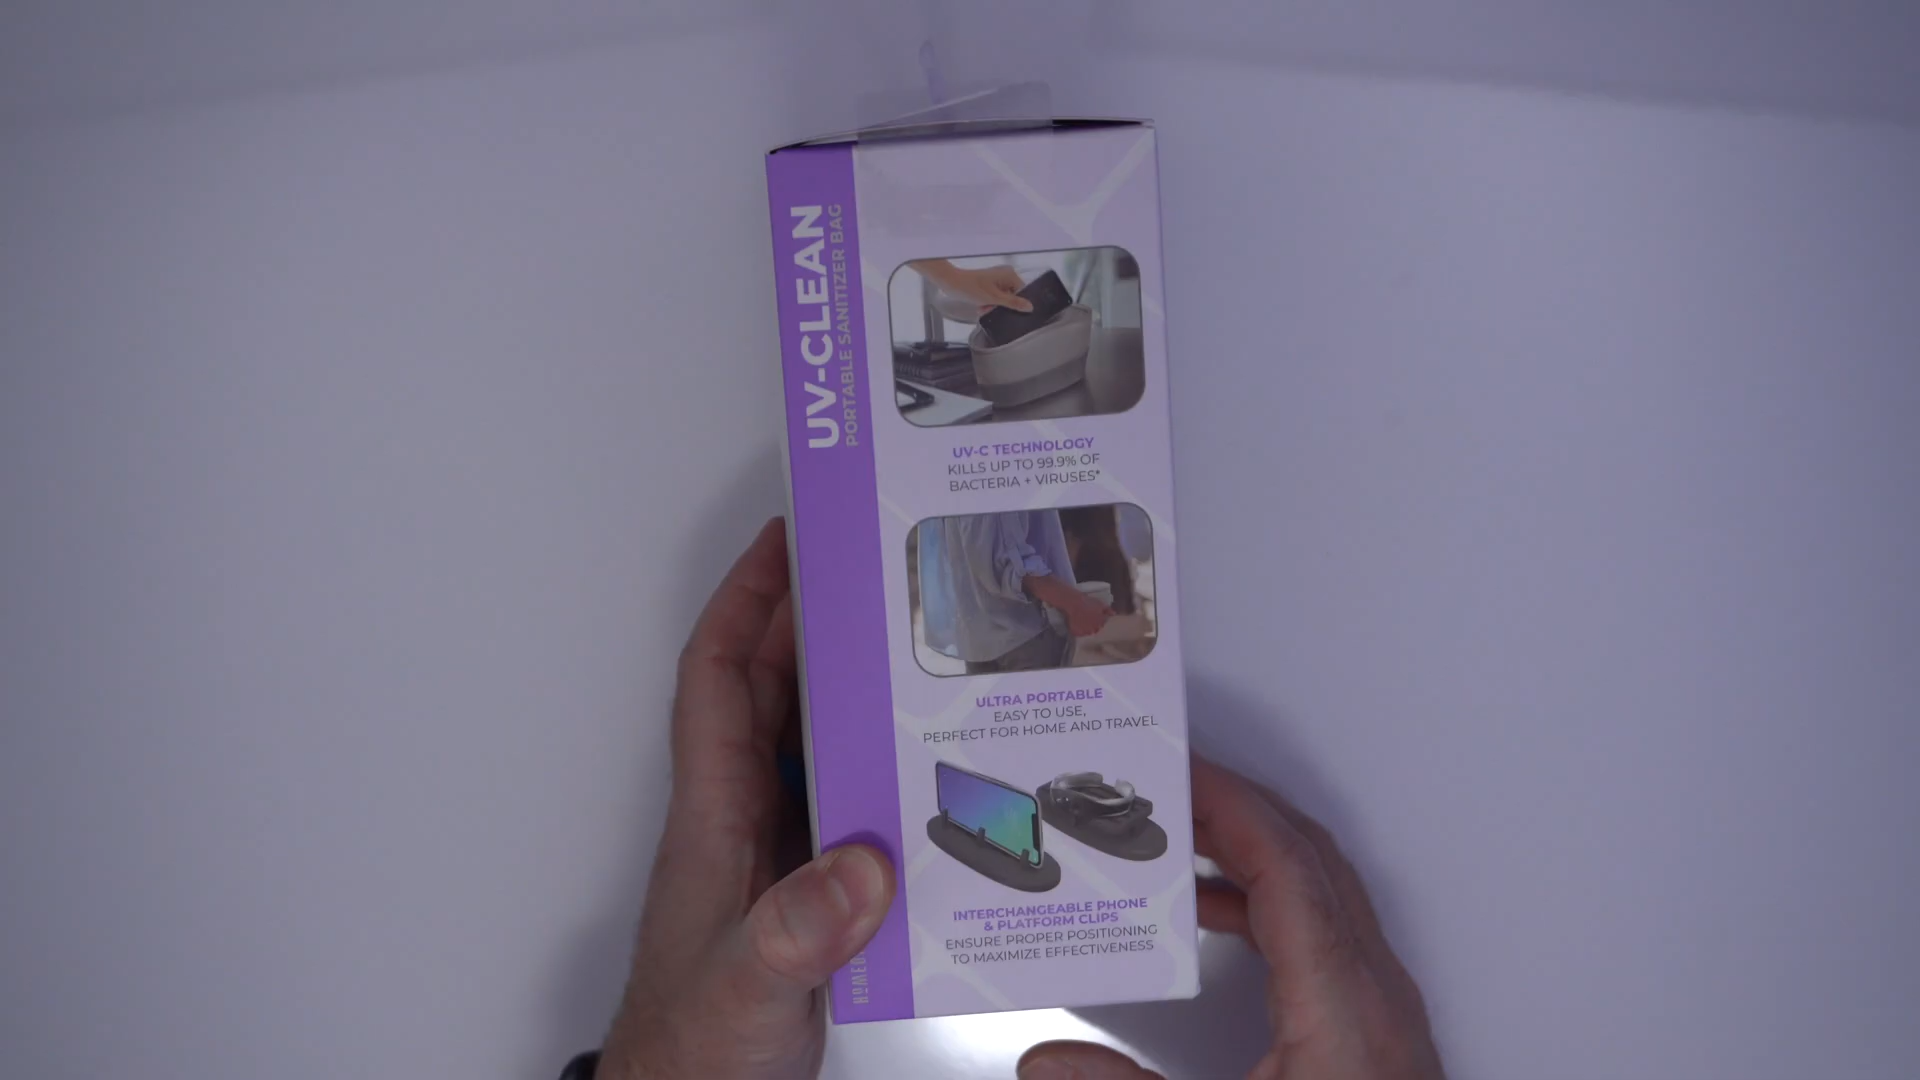 UV-CLEAN
PORTABLE SANITIZER BAG
UV-C TECHNOLOGY
KILLS UP TO 99.9% OF
BACTERIA + VIRUSES*
ULTRA PORTABLE
EASY TO USE,
PERFECT FOR HOME AND TRAVEL
INTERCHANGEABLE PHONE
& PLATFORM CLIPS
ENSURE PROPER POSITIONING
TO MAXIMIZE EFFECTIVENESS